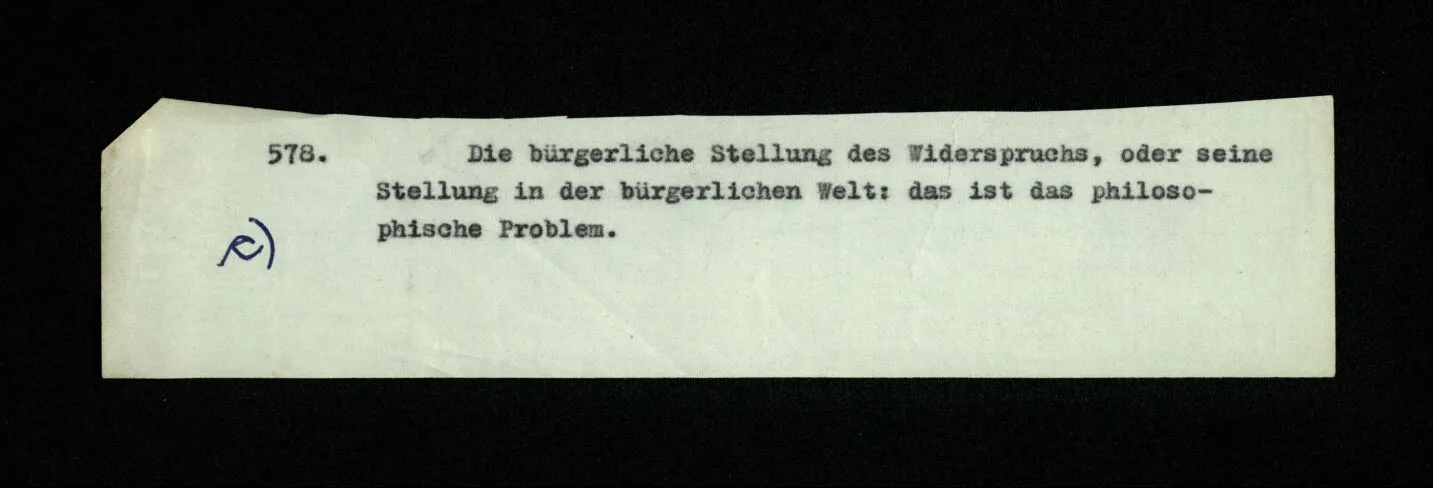 578. Die bürgerliche Stellung des Widerspruchs, oder seine
Stellung in der bürgerlichen Welt: das ist das philoso-
phische Problem.